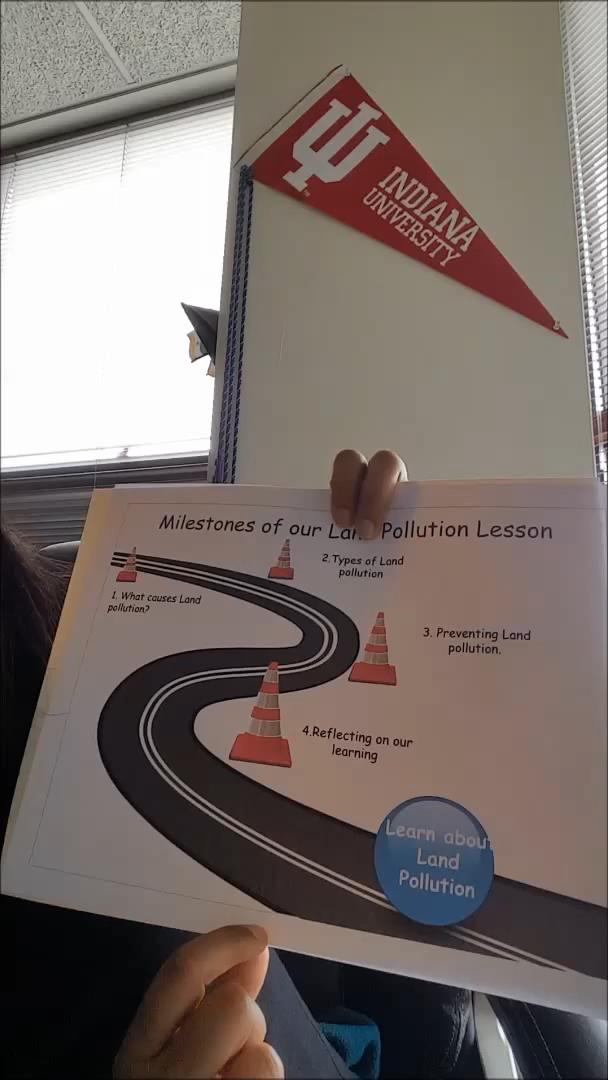 INDIANA
UNIVERSITY
Milestones of our Lan Pollution Lesson
2.Types of Land
pollution
1. What causes Land
pollution?
3. Preventing Land
pollution.
4.Reflecting on our
learning
Learn about
Land
Pollution